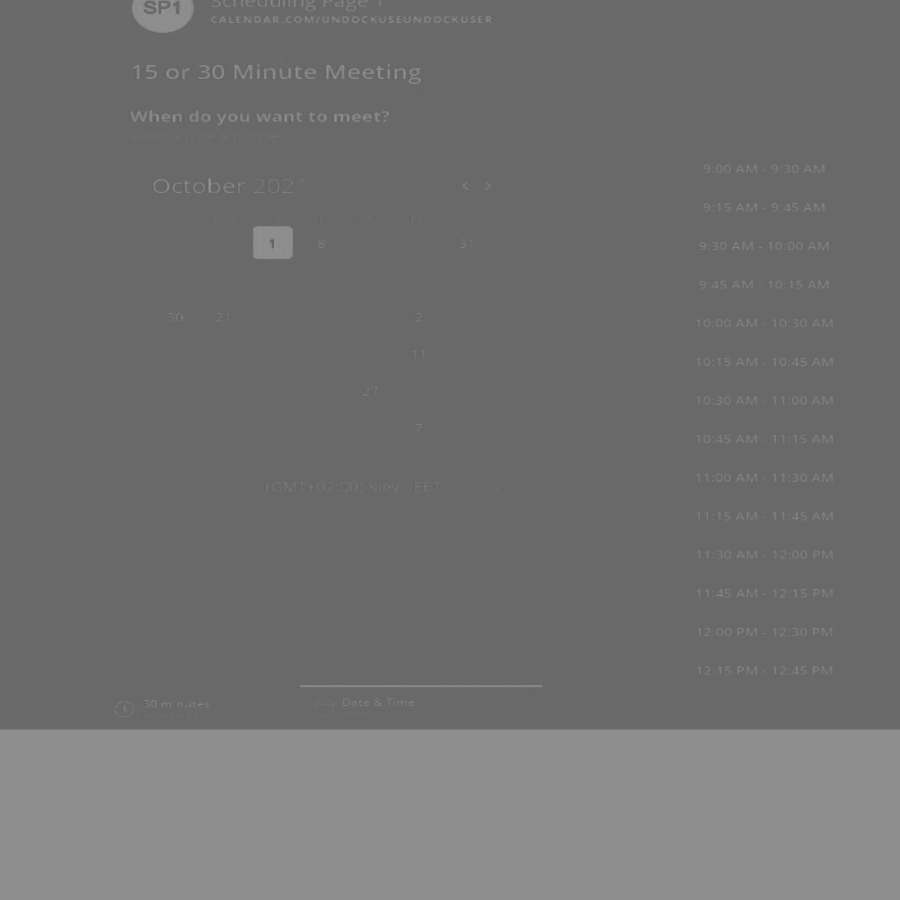 SP1
Scheduling Page 1
CALENDAR.COM/UNDOCKUSEUNDOCKUSER
15 or 30 Minute Meeting
When do you want to meet?
October 2021
< >
1 8 31
30 21 2
11
27
7
(GMT+02:00) Kiev EET
9:00 AM - 9:30 AM
9:15 AM - 9:45 AM
9:30 AM - 10:00 AM
9:45 AM - 10:15 AM
10:00 AM - 10:30 AM
10:15 AM - 10:45 AM
10:30 AM - 11:00 AM
10:45 AM - 11:15 AM
11:00 AM - 11:30 AM
11:15 AM - 11:45 AM
11:30 AM - 12:00 PM
11:45 AM - 12:15 PM
12:00 PM - 12:30 PM
12:15 PM - 12:45 PM
30 minutes
Date & Time